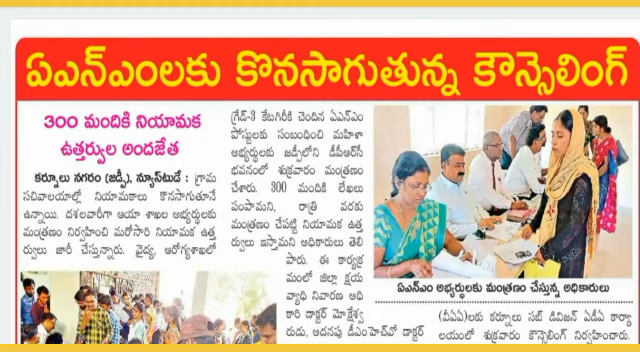 ఏఎన్ఎంలకు కొనసాగుతున్న కౌన్సెలింగ్
300 మందికి నియామక
ఉత్తర్వుల అందజేత
కర్నూలు నగరం (జడ్పీ), న్యూస్‌టుడే : గ్రామ
సచివాలయాల్లో నియామకాలు కొనసాగుతూనే
ఉన్నాయి. దశలవారీగా ఆయా శాఖల అభ్యర్థులకు
మంత్రణం నిర్వహించి మరోసారి నియామక ఉత్త
ర్వులు జారీ చేస్తున్నారు. వైద్య, ఆరోగ్యశాఖలో
గ్రేడ్-3 కేటగిరీకి చెందిన ఏఎన్ఎం
పోస్టులకు సంబంధించి మహిళా
అభ్యర్థులకు జడ్పీలోని డీపీఆర్‌సీ
భవనంలో శుక్రవారం మంత్రణం
చేశారు. 300 మందికి లేఖలు
పంపామని, రాత్రి వరకు
మంత్రణం చేపట్టి నియామక ఉత్త
ర్వులు ఇస్తామని అధికారులు తెలి
పారు. ఈ కార్యక్ర
మంలో జిల్లా క్షయ
వ్యాధి నివారణ అధి
కారి డాక్టర్ మోక్షేశ్వ
రుడు, అదనపు డీఎంహెచ్‌వో డాక్టర్
ఏఎన్ఎం అభ్యర్థులకు మంత్రణం చేస్తున్న అధికారులు
(వీఏఏ)లకు కర్నూలు సబ్ డివిజన్ ఏడీఏ కార్యా
లయంలో శుక్రవారం కౌన్సెలింగ్ నిర్వహించారు.